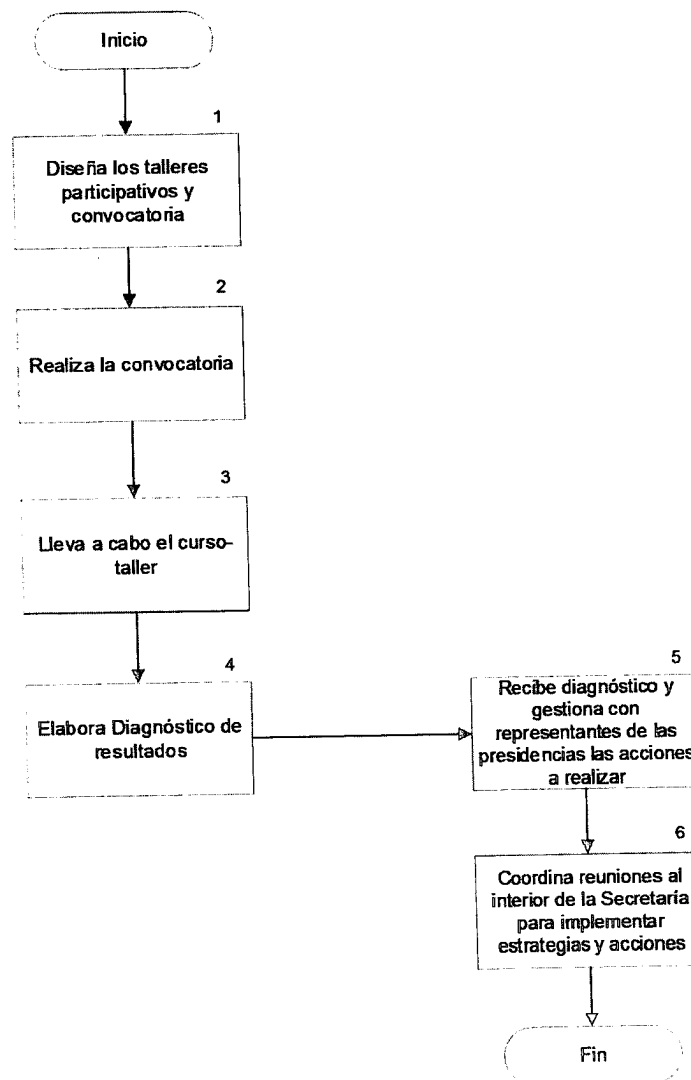 Inicio
1
Diseña los talleres
participativos y
convocatoria
2
Realiza la convocatoria
3
Lleva a cabo el curso-
taller
4
Elabora Diagnóstico de
resultados
5
Recibe diagnóstico y
gestiona con
representantes de las
presidencias las acciones
a realizar
6
Coordina reuniones al
interior de la Secretaría
para implementar
estrategias y acciones
Fin